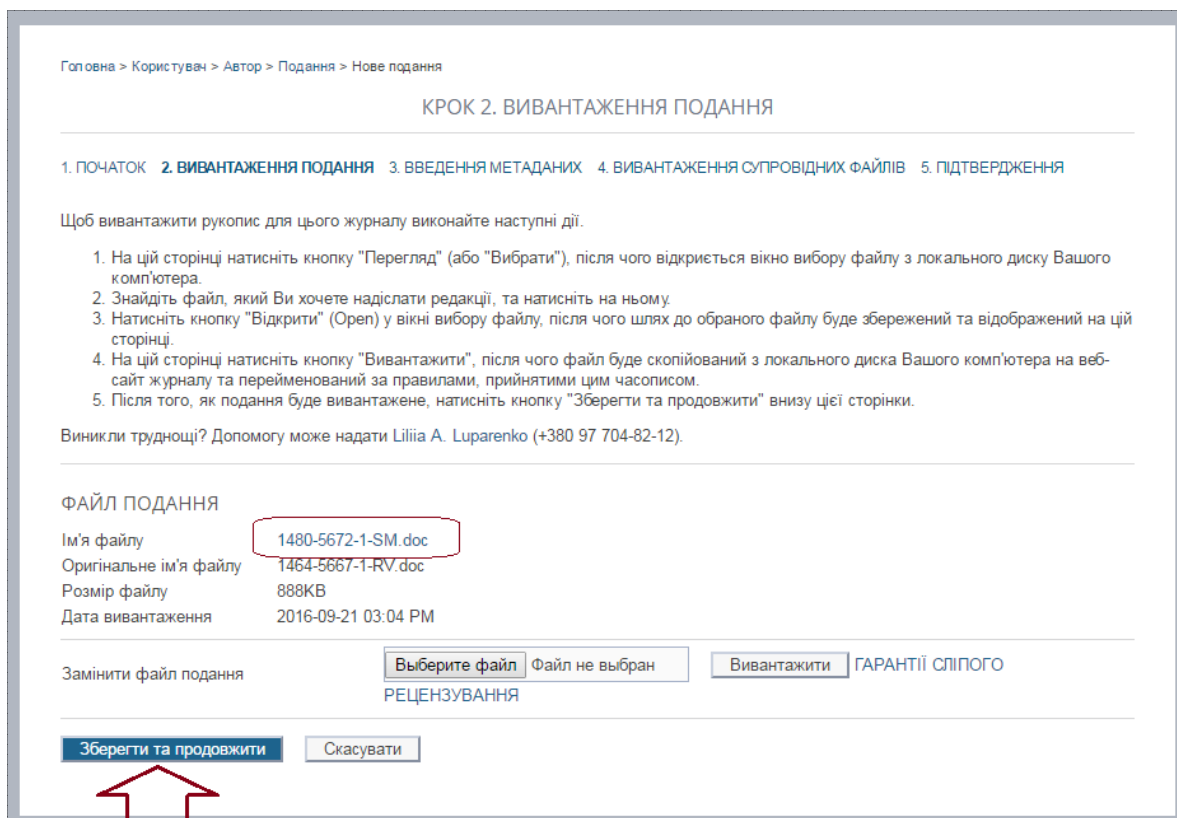 Головна > Користувач > Автор > Подання > Нове подання
КРОК 2. ВИВАНТАЖЕННЯ ПОДАННЯ
1. ПОЧАТОК 2. ВИВАНТАЖЕННЯ ПОДАННЯ 3. ВВЕДЕННЯ МЕТАДАНИХ 4. ВИВАНТАЖЕННЯ СУПРОВІДНИХ ФАЙЛІВ 5. ПІДТВЕРДЖЕННЯ
Щоб вивантажити рукопис для цього журналу виконайте наступні дії.
1. На цій сторінці натисніть кнопку "Перегляд" (або "Вибрати"), після чого відкриється вікно вибору файлу з локального диску Вашого
комп'ютера.
2. Знайдіть файл, який Ви хочете надіслати редакції, та натисніть на ньому.
3. Натисніть кнопку "Відкрити" (Open) у вікні вибору файлу, після чого шлях до обраного файлу буде збережений та відображений на цій
сторінці.
4. На цій сторінці натисніть кнопку "Вивантажити", після чого файл буде скопійований з локального диска Вашого комп'ютера на веб-
сайт журналу та перейменований за правилами, прийнятими цим часописом.
5. Після того, як подання буде вивантажене, натисніть кнопку "Зберегти та продовжити" внизу цієї сторінки.
Виникли труднощі? Допомогу може надати Liliia A. Luparenko (+380 97 704-82-12).
ФАЙЛ ПОДАННЯ
Ім'я файлу 1480-5672-1-SM.doc
Оригінальне ім'я файлу 1464-5667-1-RV.doc
Розмір файлу 888KB
Дата вивантаження 2016-09-21 03:04 PM
Замінити файл подання Выберите файл Файл не выбран Вивантажити ГАРАНТІЇ СЛІПОГО
РЕЦЕНЗУВАННЯ
Зберегти та продовжити Скасувати